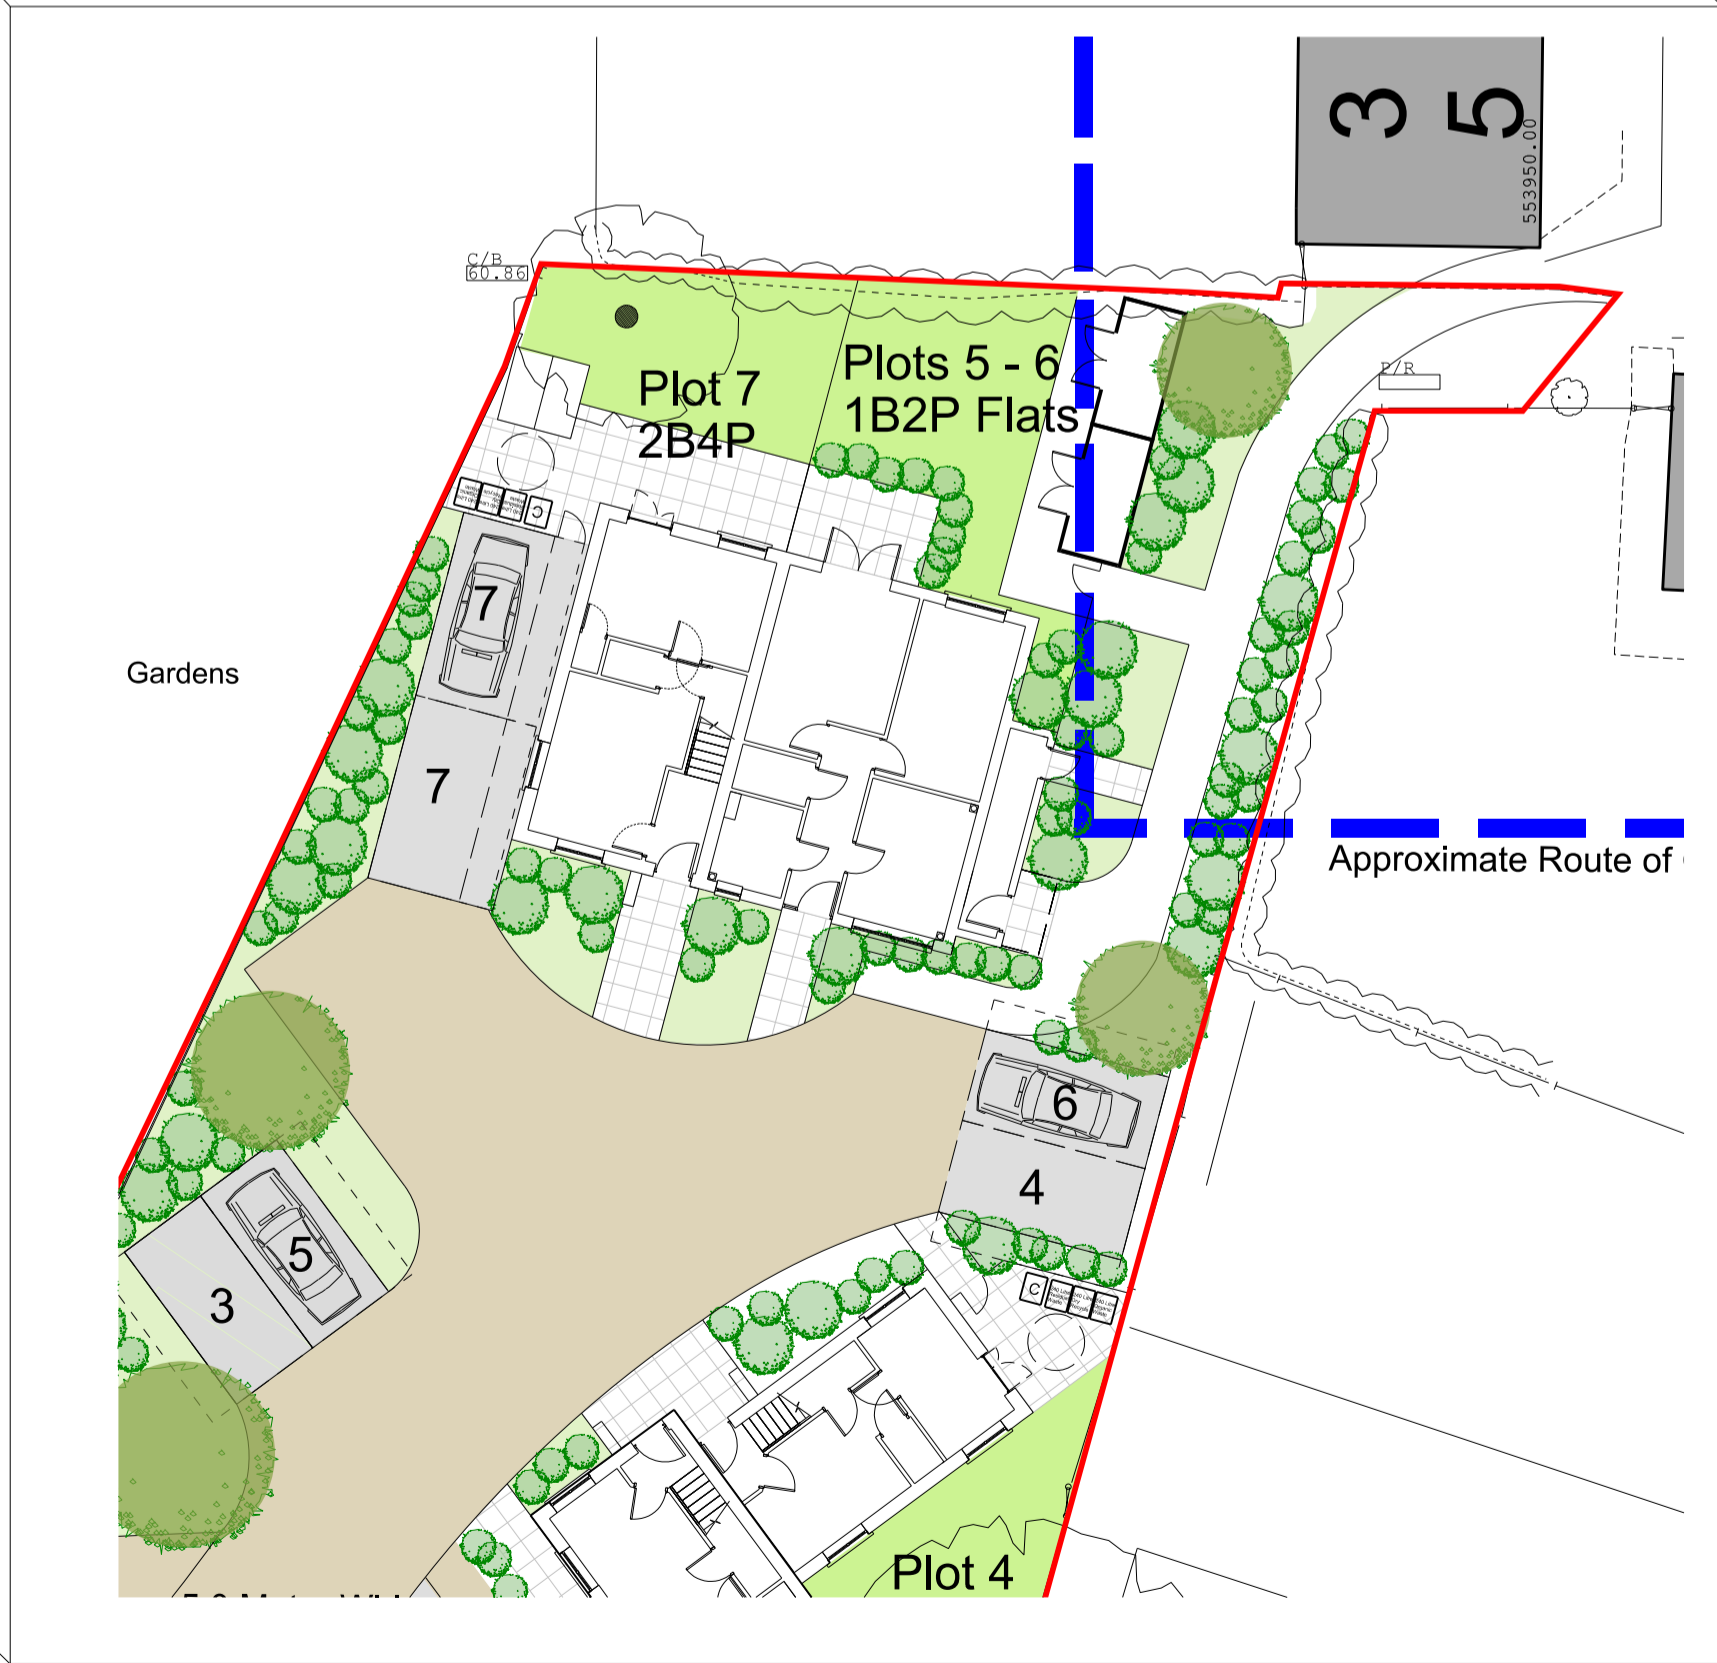 3 5
553950.00
C/B
60.86
Plot 7
2B4P
Plots 5 - 6
1B2P Flats
P/R
C
7
Gardens
7
Approximate Route of
6
4
5
3
C
Plot 4